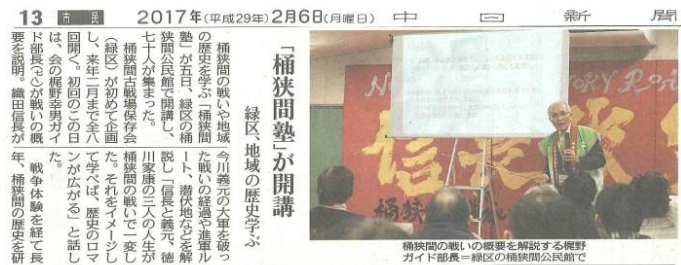 13 市民 2017年(平成29年)2月6日(月曜日) 中日新聞
「桶狭間塾」が開講
緑区、地域の歴史学ぶ
桶狭間の戦いや地域
の歴史を学ぶ「桶狭間
塾」が五日、緑区の桶
狭間公民館で開講し、
七十人が集まった。
桶狭間古戦場保存会
(緑区)が初めて企画
し、来年二月まで全八
回開く。初回のこの日
は、会の梶野幸男ガイ
ド部長(七〇)が戦いの概
要を説明。織田信長が
今川義元の大軍を破っ
た戦いの経過や進軍ル
ート、潜伏地などを解
説し「信長と義元、徳
川家康の三人の人生が
桶狭間の戦いで一変し
た。それをイメージし
て学べば、歴史のロマ
ンが広がる」と話し
た。
戦争体験を経て長
年、桶狭間の歴史を研
信長
桶狭間
桶狭間の戦いの概要を解説する梶野
ガイド部長=緑区の桶狭間公民館で